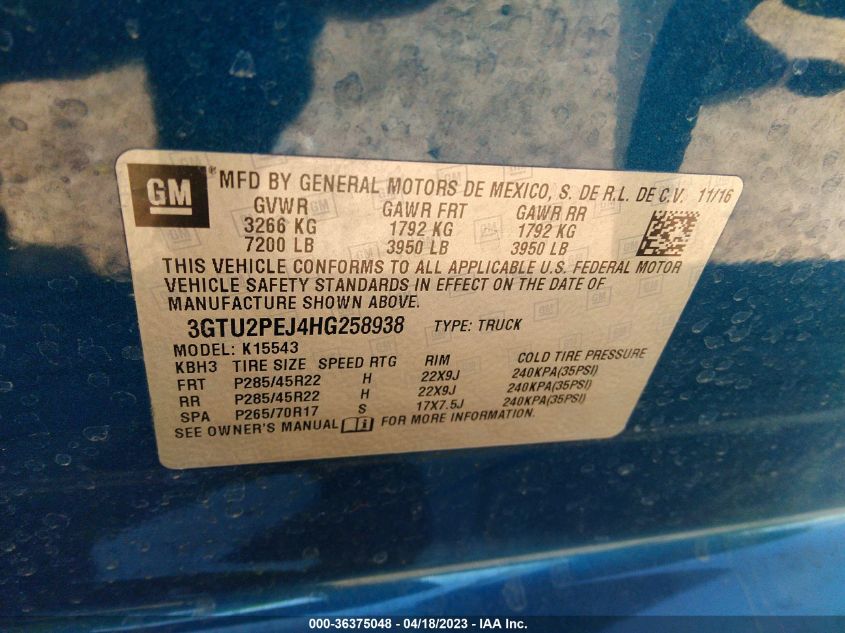 GM ® MFD BY GENERAL MOTORS DE MEXICO, S. DE R.L. DE C.V. 11/16
GVWR GAWR FRT GAWR RR
3266 KG 1792 KG 1792 KG
7200 LB 3950 LB 3950 LB
THIS VEHICLE CONFORMS TO ALL APPLICABLE U.S. FEDERAL MOTOR
VEHICLE SAFETY STANDARDS IN EFFECT ON THE DATE OF
MANUFACTURE SHOWN ABOVE.
3GTU2PEJ4HG258938 TYPE: TRUCK
MODEL: K15543
KBH3 TIRE SIZE SPEED RTG RIM COLD TIRE PRESSURE
FRT P285/45R22 H 22X9J 240KPA(35PSI)
RR P285/45R22 H 22X9J 240KPA(35PSI)
SPA P265/70R17 S 17X7.5J 240KPA(35PSI)
SEE OWNER'S MANUAL FOR MORE INFORMATION.
000-36375048 - 04/18/2023 - IAA Inc.